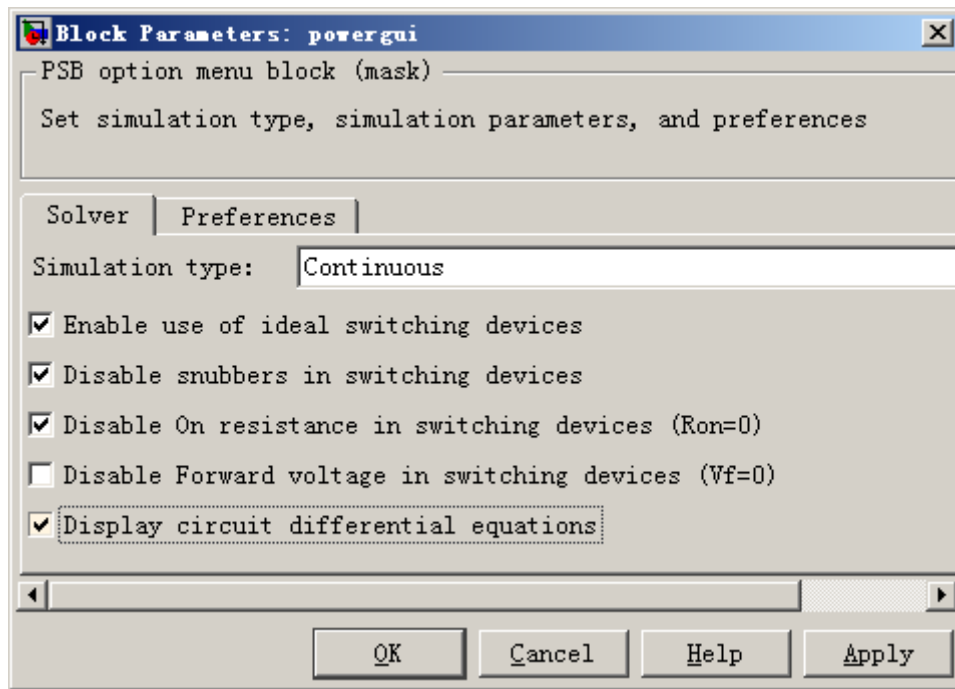 Block Parameters: powergui
PSB option menu block (mask)
Set simulation type, simulation parameters, and preferences
Solver
Preferences
Simulation type: Continuous
Enable use of ideal switching devices
Disable snubbers in switching devices
Disable On resistance in switching devices (Ron=0)
Disable Forward voltage in switching devices (Vf=0)
Display circuit differential equations
OK
Cancel
Help
Apply